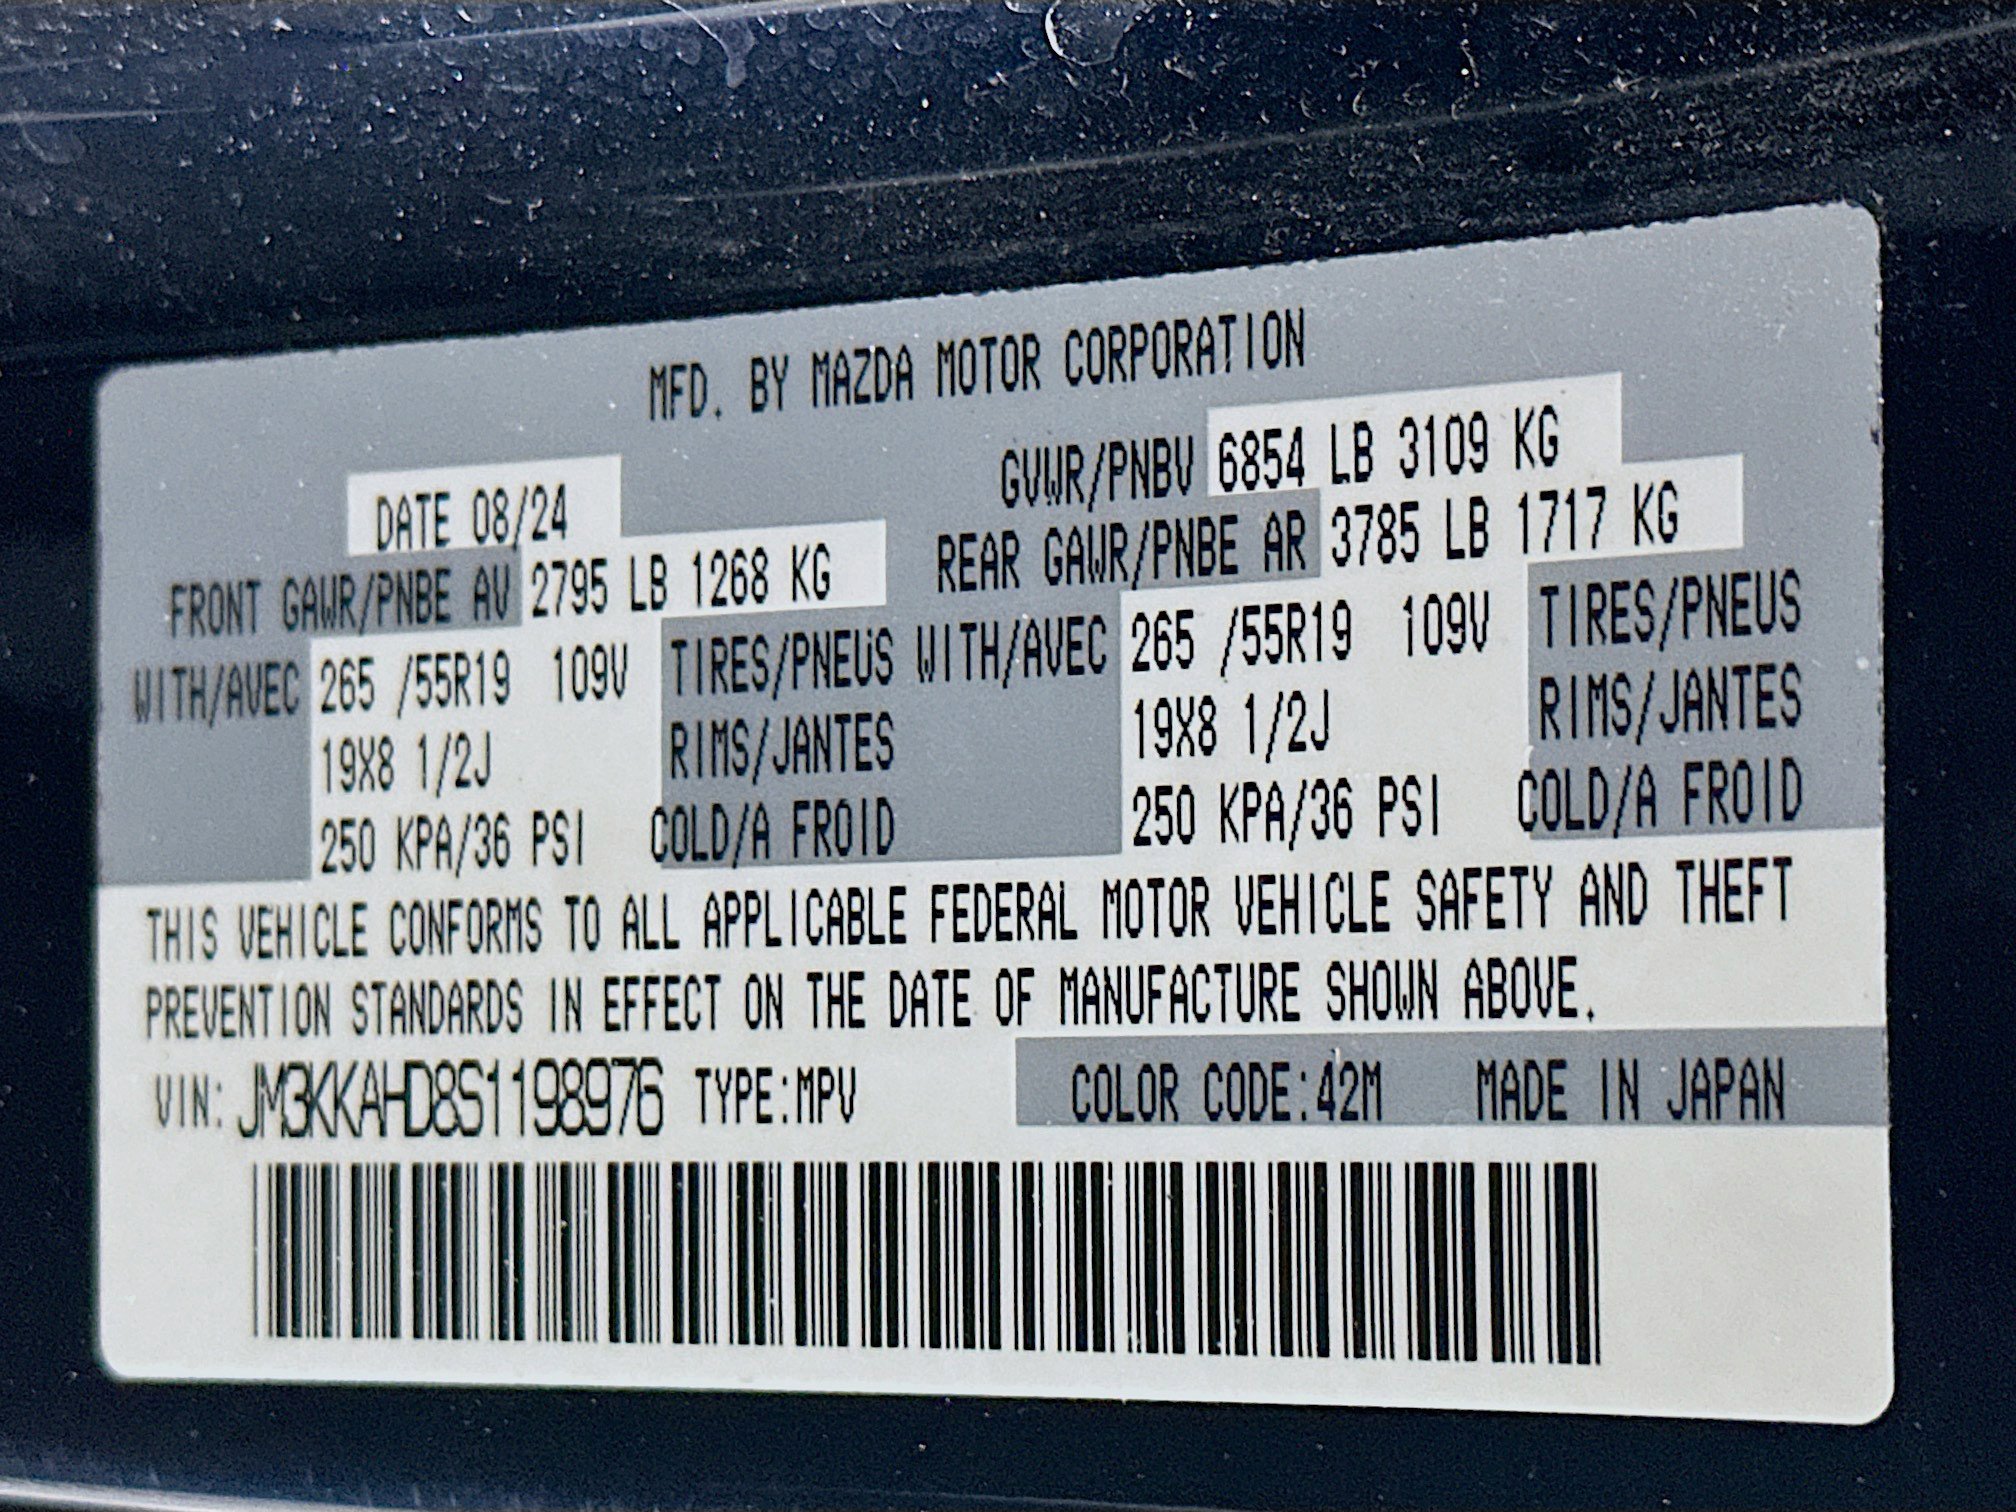 MFD. BY MAZDA MOTOR CORPORATION
DATE 08/24 GVWR/PNBV 6854 LB 3109 KG
FRONT GAWR/PNBE AV 2795 LB 1268 KG REAR GAWR/PNBE AR 3785 LB 1717 KG
WITH/AVEC 265 /55R19 109V TIRES/PNEUS WITH/AVEC 265 /55R19 109V TIRES/PNEUS
19X8 1/2J RIMS/JANTES 19X8 1/2J RIMS/JANTES
250 KPA/36 PSI COLD/A FROID 250 KPA/36 PSI COLD/A FROID
THIS VEHICLE CONFORMS TO ALL APPLICABLE FEDERAL MOTOR VEHICLE SAFETY AND THEFT
PREVENTION STANDARDS IN EFFECT ON THE DATE OF MANUFACTURE SHOWN ABOVE.
VIN: JM3KKAHD8S1198976 TYPE:MPV COLOR CODE:42M MADE IN JAPAN